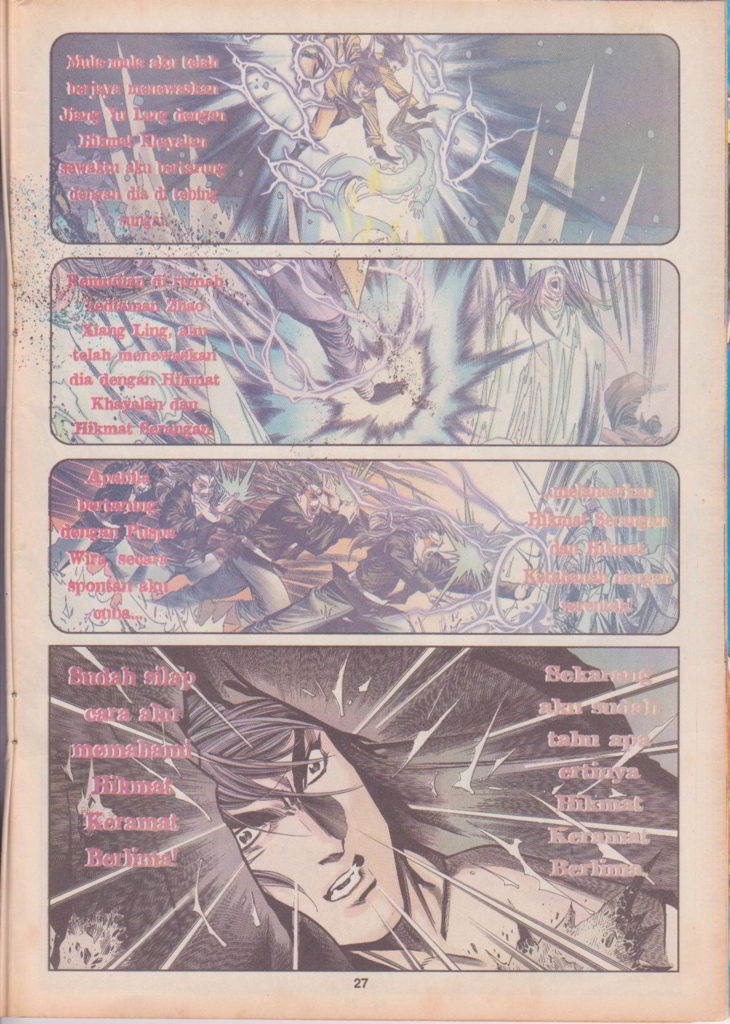 Mula-mula aku telah
berjaya menewaskan
Jiang Yu Lang dengan
Hikmat Khayalan
sewaktu aku bertarung
dengan dia di tebing
sungai...
Kemudian di rumah
kediaman Zhao
Xiang Ling, aku
telah menewaskan
dia dengan Hikmat
Khayalan dan
Hikmat Serangan.
Apabila
bertarung
dengan Puspa
Wira, secara
spontan aku
cuba...
...melancarkan
Hikmat Serangan
dan Hikmat
Ketabahan dengan
serentak!
Sudah silap
cara aku
memahami
Hikmat
Keramat
Berlima!
Sekarang
aku sudah
tahu apa
ertinya
Hikmat
Keramat
Berlima.
27